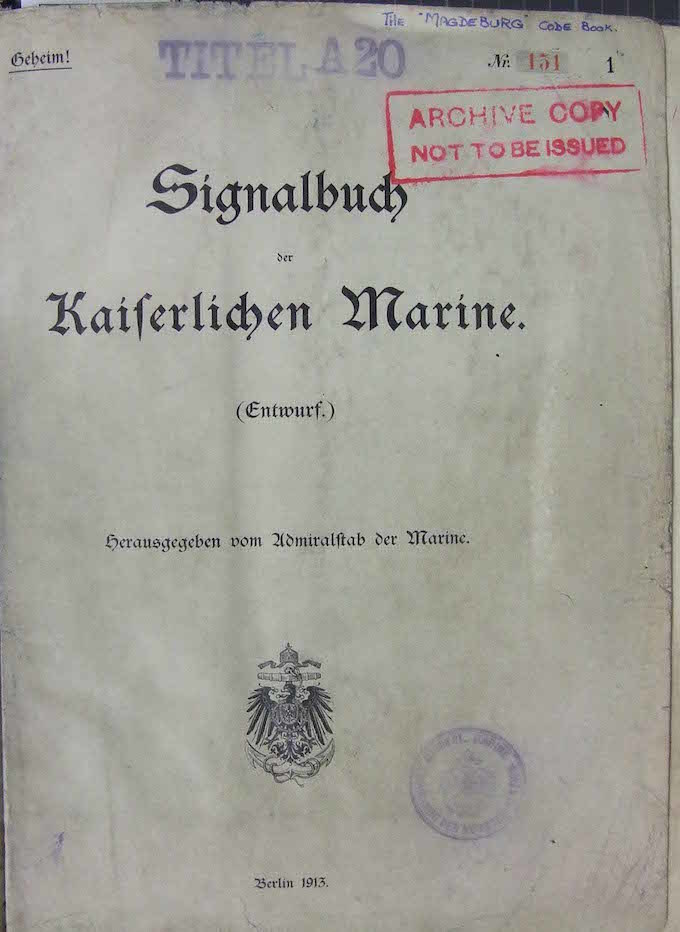 THE "MAGDEBURG" CODE BOOK.
Geheim!
TITEL A 20
Nr. 151
1
ARCHIVE COPY
NOT TO BE ISSUED
Signalbuch
der
Kaiſerlichen Marine.
(Entwurf.)
Herausgegeben vom Admiralſtab der Marine.
Berlin 1913.